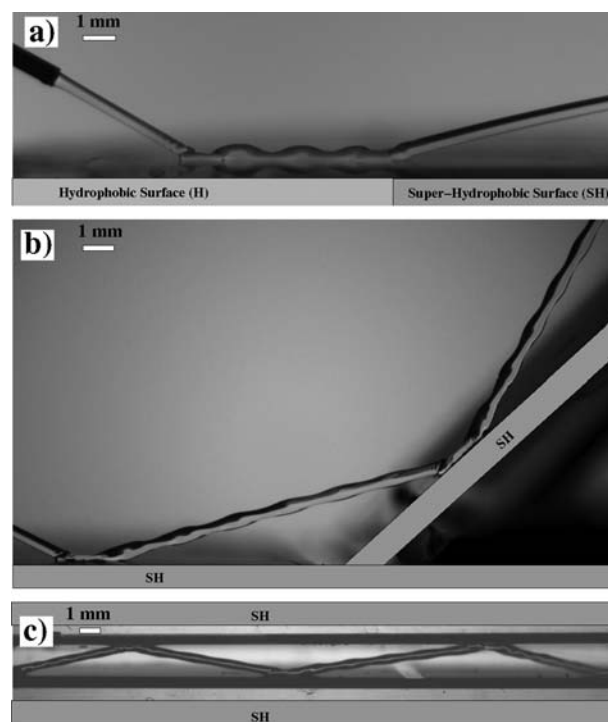 a)
1 mm
Hydrophobic Surface (H)
Super-Hydrophobic Surface (SH)
b)
1 mm
SH
SH
SH
c)
1 mm
SH